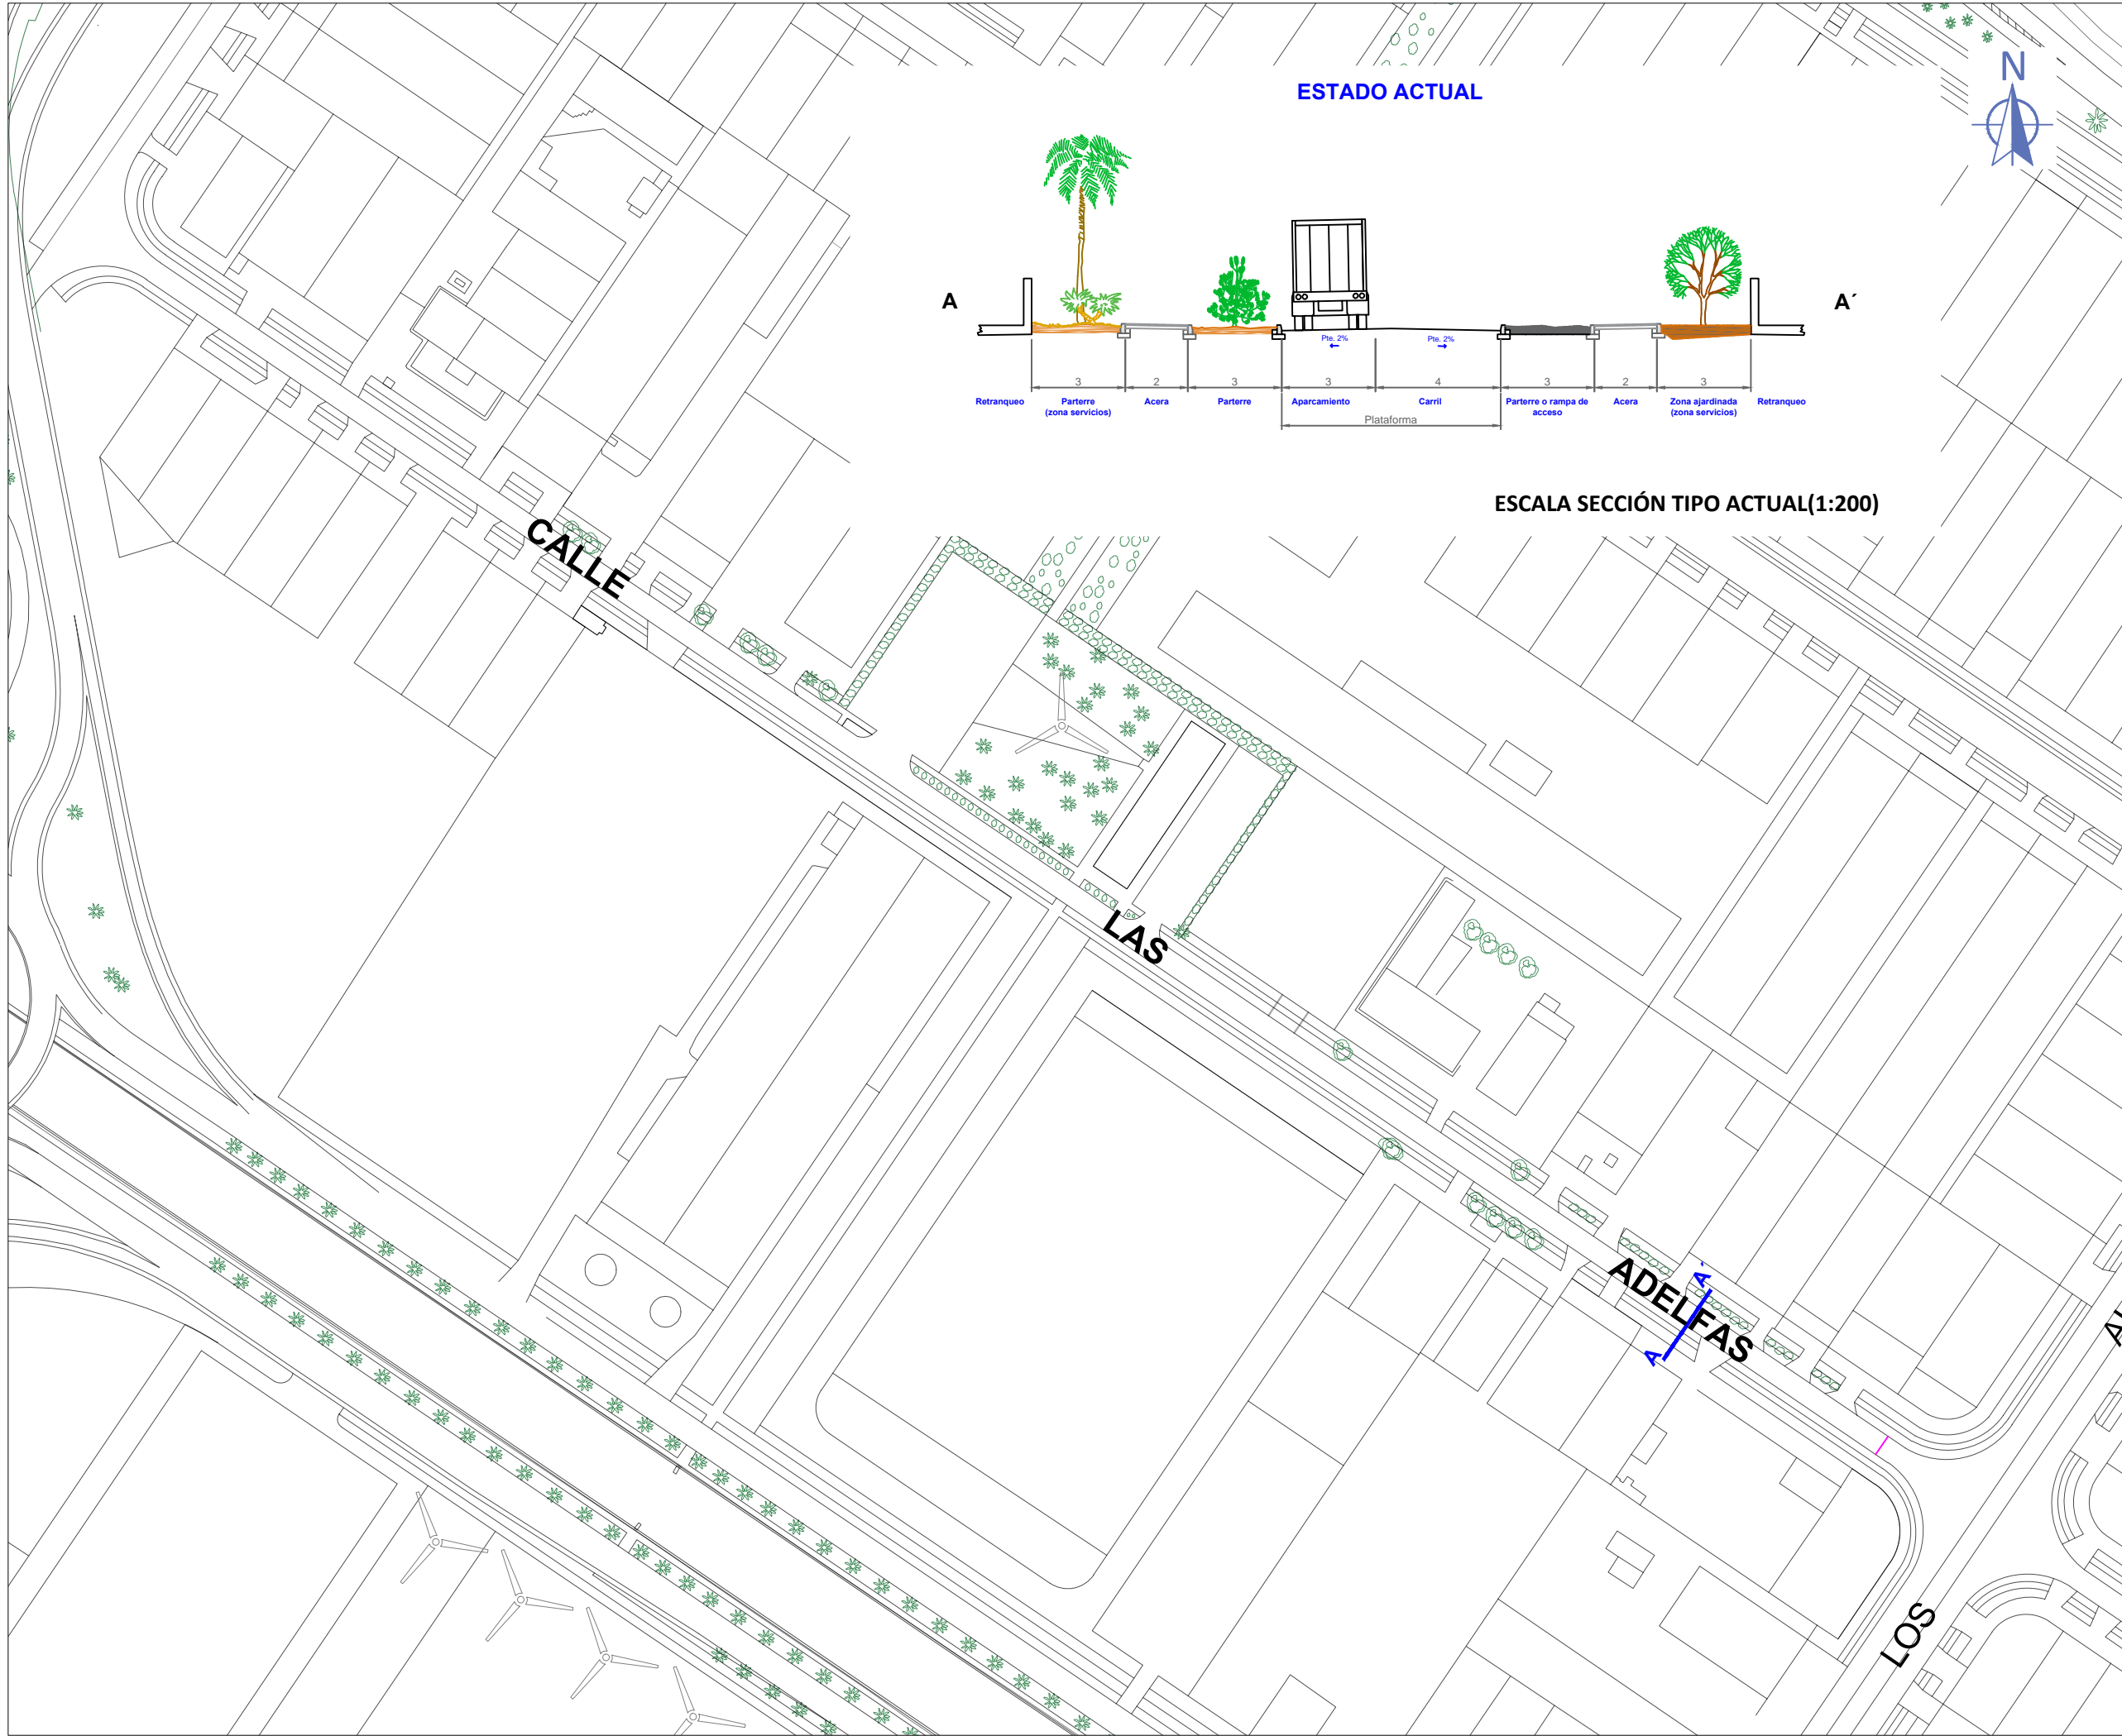 ESTADO ACTUAL
N
A
A´
Pte. 2%
Pte. 2%
3
2
3
3
4
3
2
3
Retranqueo
Parterre
(zona servicios)
Acera
Parterre
Aparcamiento
Carril
Parterre o rampa de
acceso
Acera
Zona ajardinada
(zona servicios)
Retranqueo
Plataforma
ESCALA SECCIÓN TIPO ACTUAL(1:200)
CALLE
LAS
ADELFAS
A´
A
LOS